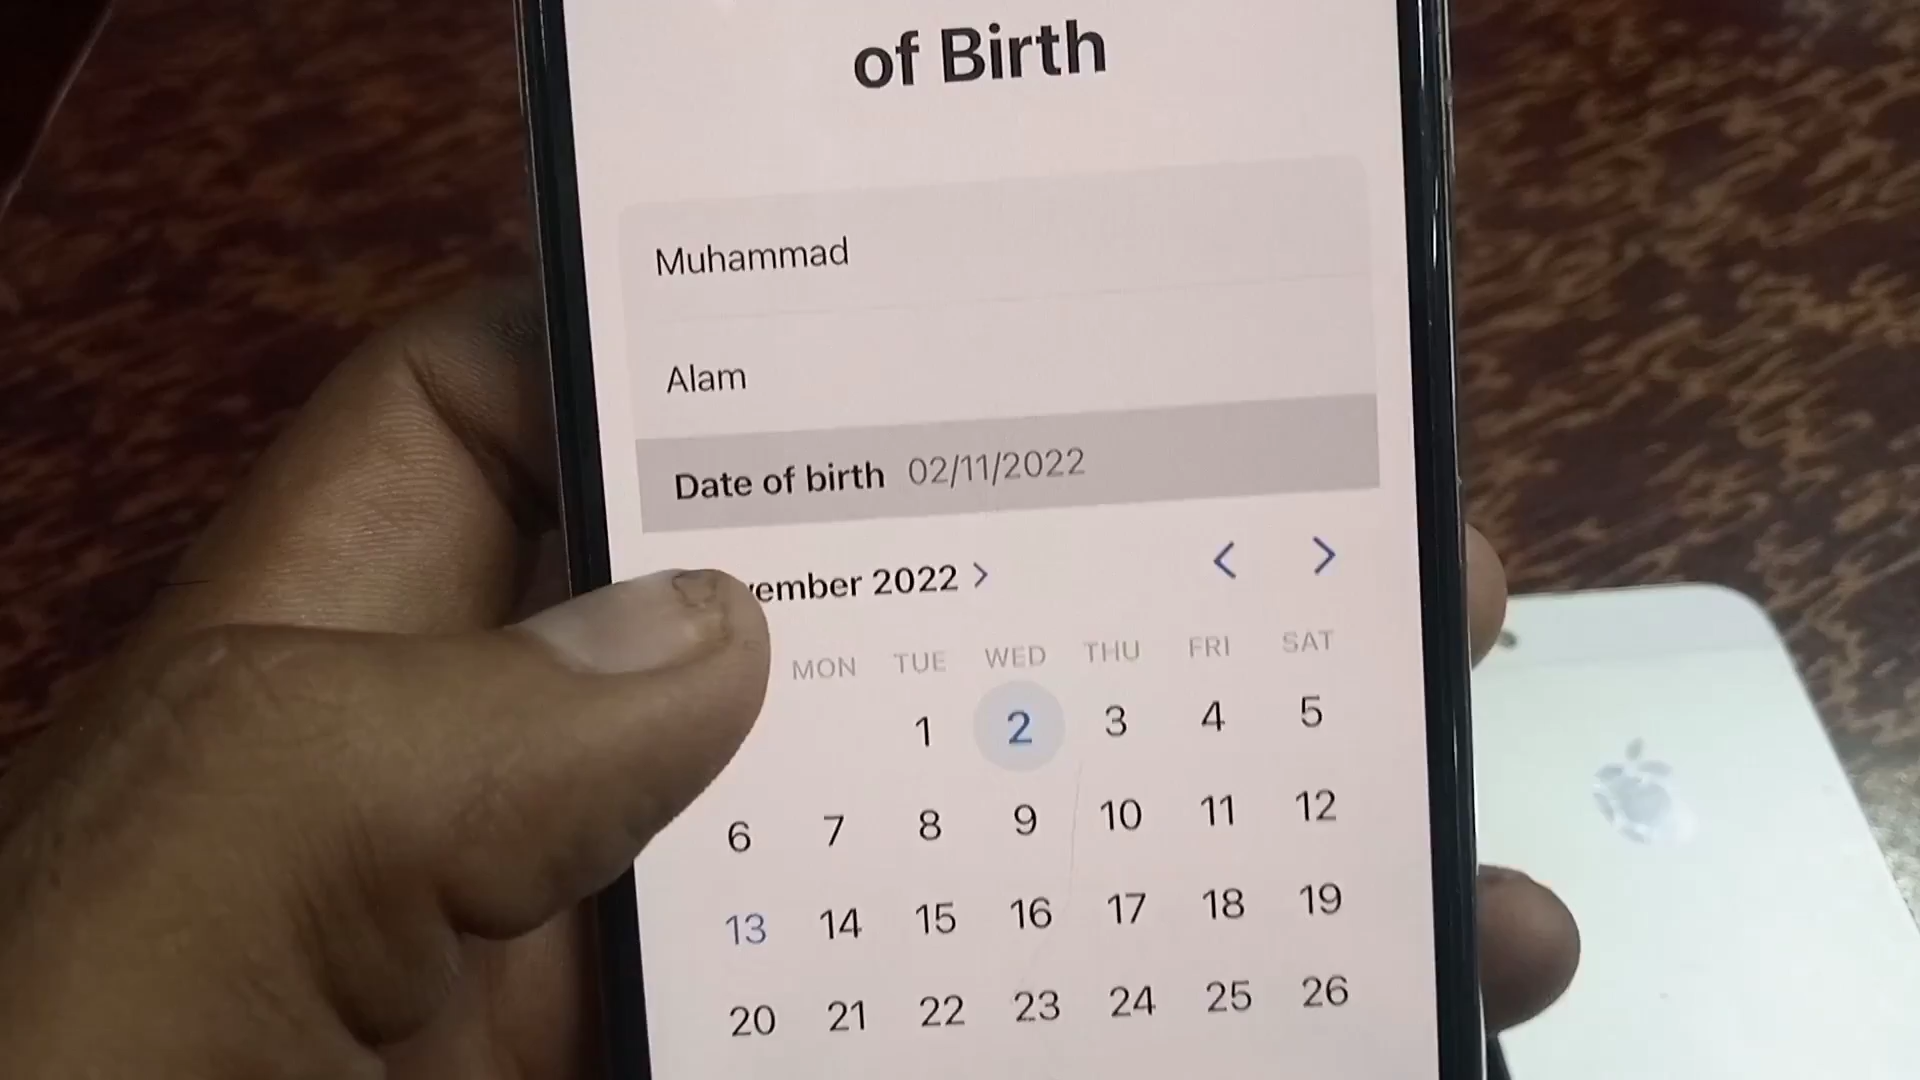 of Birth
Muhammad
Alam
Date of birth 02/11/2022
2022 >
< >
MON TUE WED THU FRI SAT
1 2 3 4 5
6 7 8 9 10 11 12
13 14 15 16 17 18 19
20 21 22 23 24 25 26